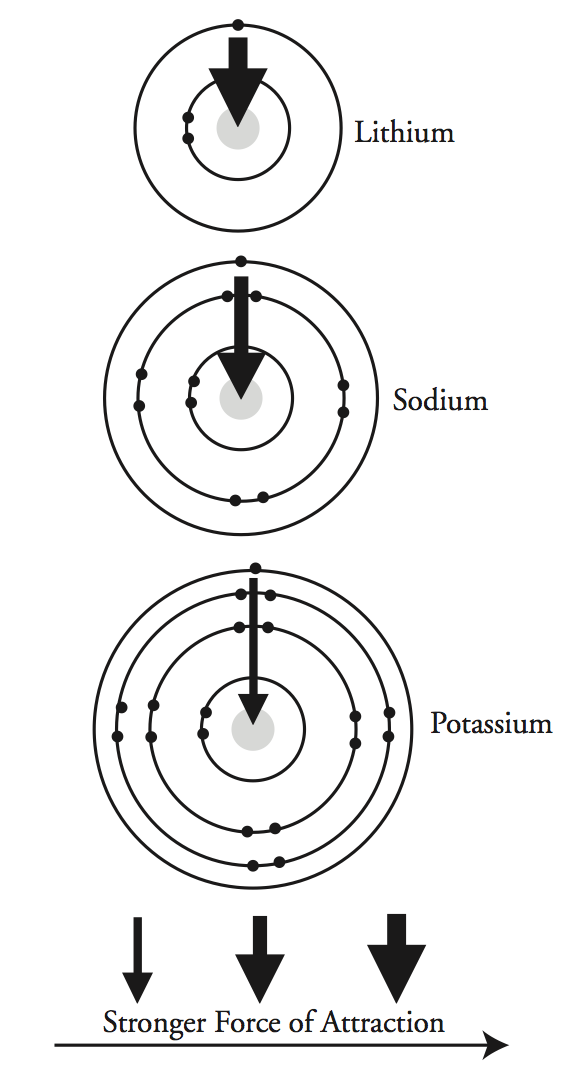 Lithium
Sodium
Potassium
Stronger Force of Attraction